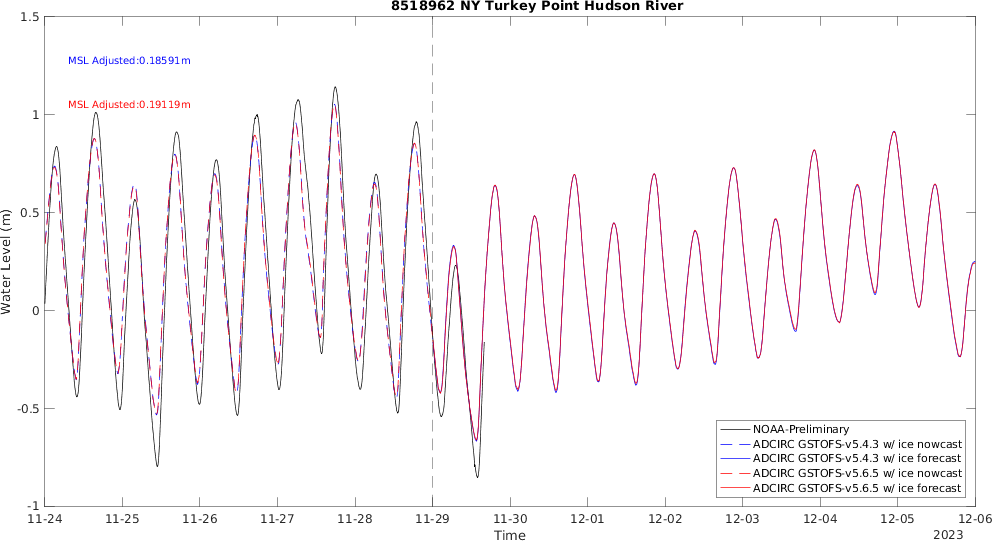 8518962 NY Turkey Point Hudson River
1.5
MSL Adjusted:0.18591m
MSL Adjusted:0.19119m
1
0.5
0
-0.5
-1
Water Level (m)
NOAA-Preliminary
ADCIRC GSTOFS-v5.4.3 w/ ice nowcast
ADCIRC GSTOFS-v5.4.3 w/ ice forecast
ADCIRC GSTOFS-v5.6.5 w/ ice nowcast
ADCIRC GSTOFS-v5.6.5 w/ ice forecast
11-24 11-25 11-26 11-27 11-28 11-29 11-30 12-01 12-02 12-03 12-04 12-05 12-06
Time
2023